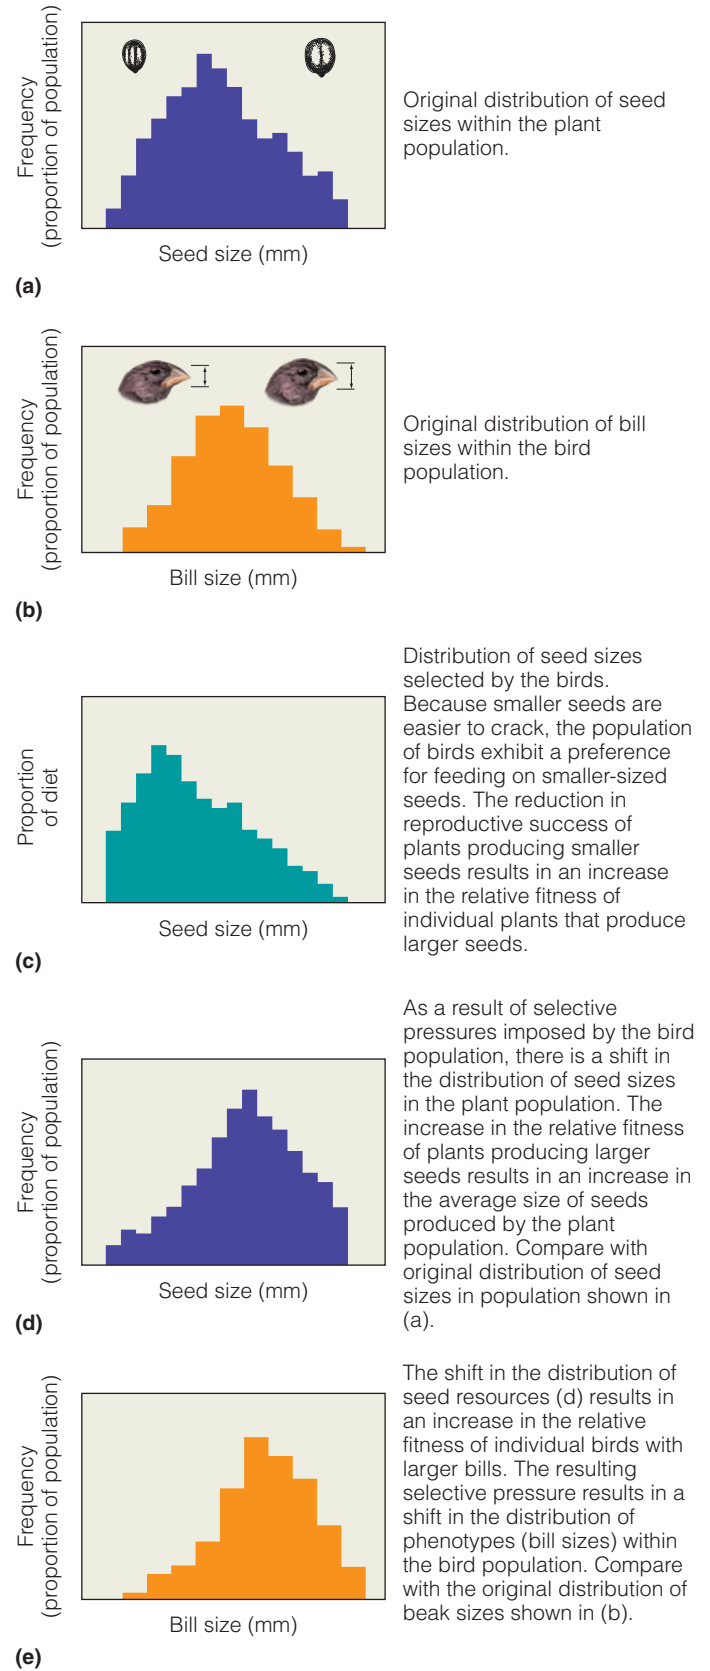 Frequency
(proportion of population)
Seed size (mm)
Original distribution of seed
sizes within the plant
population.
(a)
Frequency
(proportion of population)
Bill size (mm)
Original distribution of bill
sizes within the bird
population.
(b)
Proportion
of diet
Seed size (mm)
Distribution of seed sizes
selected by the birds.
Because smaller seeds are
easier to crack, the population
of birds exhibit a preference
for feeding on smaller-sized
seeds. The reduction in
reproductive success of
plants producing smaller
seeds results in an increase
in the relative fitness of
individual plants that produce
larger seeds.
(c)
Frequency
(proportion of population)
Seed size (mm)
As a result of selective
pressures imposed by the bird
population, there is a shift in
the distribution of seed sizes
in the plant population. The
increase in the relative fitness
of plants producing larger
seeds results in an increase in
the average size of seeds
produced by the plant
population. Compare with
original distribution of seed
sizes in population shown in
(a).
(d)
Frequency
(proportion of population)
Bill size (mm)
The shift in the distribution of
seed resources (d) results in
an increase in the relative
fitness of individual birds with
larger bills. The resulting
selective pressure results in a
shift in the distribution of
phenotypes (bill sizes) within
the bird population. Compare
with the original distribution of
beak sizes shown in (b).
(e)